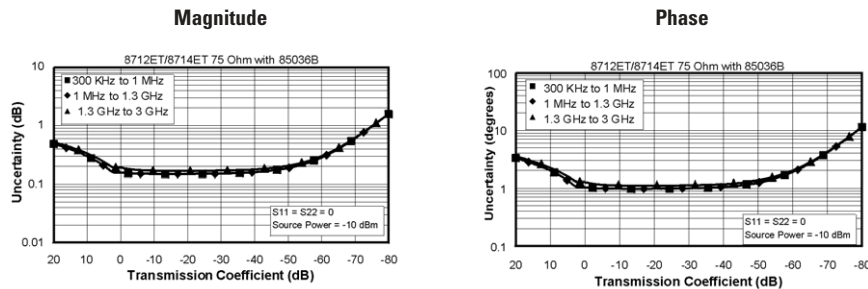 Magnitude
8712ET/8714ET 75 Ohm with 85036B
10
1
0.1
0.01
Uncertainty (dB)
300 KHz to 1 MHz
1 MHz to 1.3 GHz
1.3 GHz to 3 GHz
S11 = S22 = 0
Source Power = -10 dBm
20 10 0 -10 -20 -30 -40 -50 -60 -70 -80
Transmission Coefficient (dB)
Phase
8712ET/8714ET 75 Ohm with 85036B
100
10
1
0.1
Uncertainty (degrees)
300 KHz to 1 MHz
1 MHz to 1.3 GHz
1.3 GHz to 3 GHz
S11 = S22 = 0
Source Power = -10 dBm
20 10 0 -10 -20 -30 -40 -50 -60 -70 -80
Transmission Coefficient (dB)